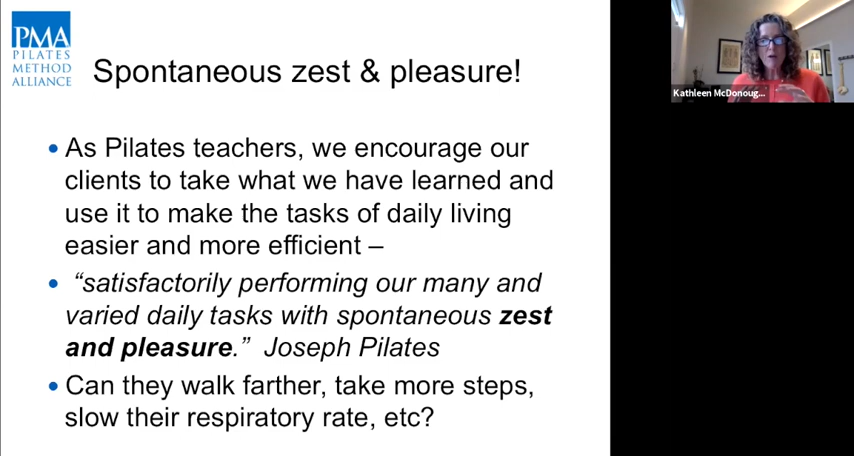 PMA
PILATES
METHOD
ALLIANCE
Spontaneous zest & pleasure!
• As Pilates teachers, we encourage our
clients to take what we have learned and
use it to make the tasks of daily living
easier and more efficient –
• “satisfactorily performing our many and
varied daily tasks with spontaneous zest
and pleasure.” Joseph Pilates
• Can they walk farther, take more steps,
slow their respiratory rate, etc?
Kathleen McDonoug...